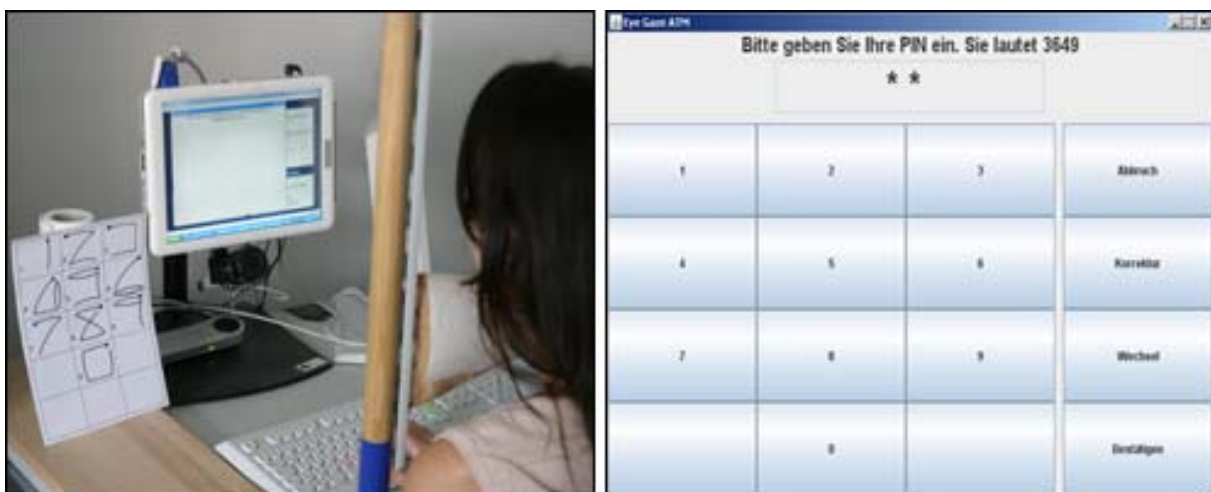 Eye Gaze ATM
Bitte geben Sie Ihre PIN ein. Sie lautet 3649
* *
1 2 3 Abbruch
4 5 6 Korrektur
7 8 9 Wechsel
0 Bestätigen